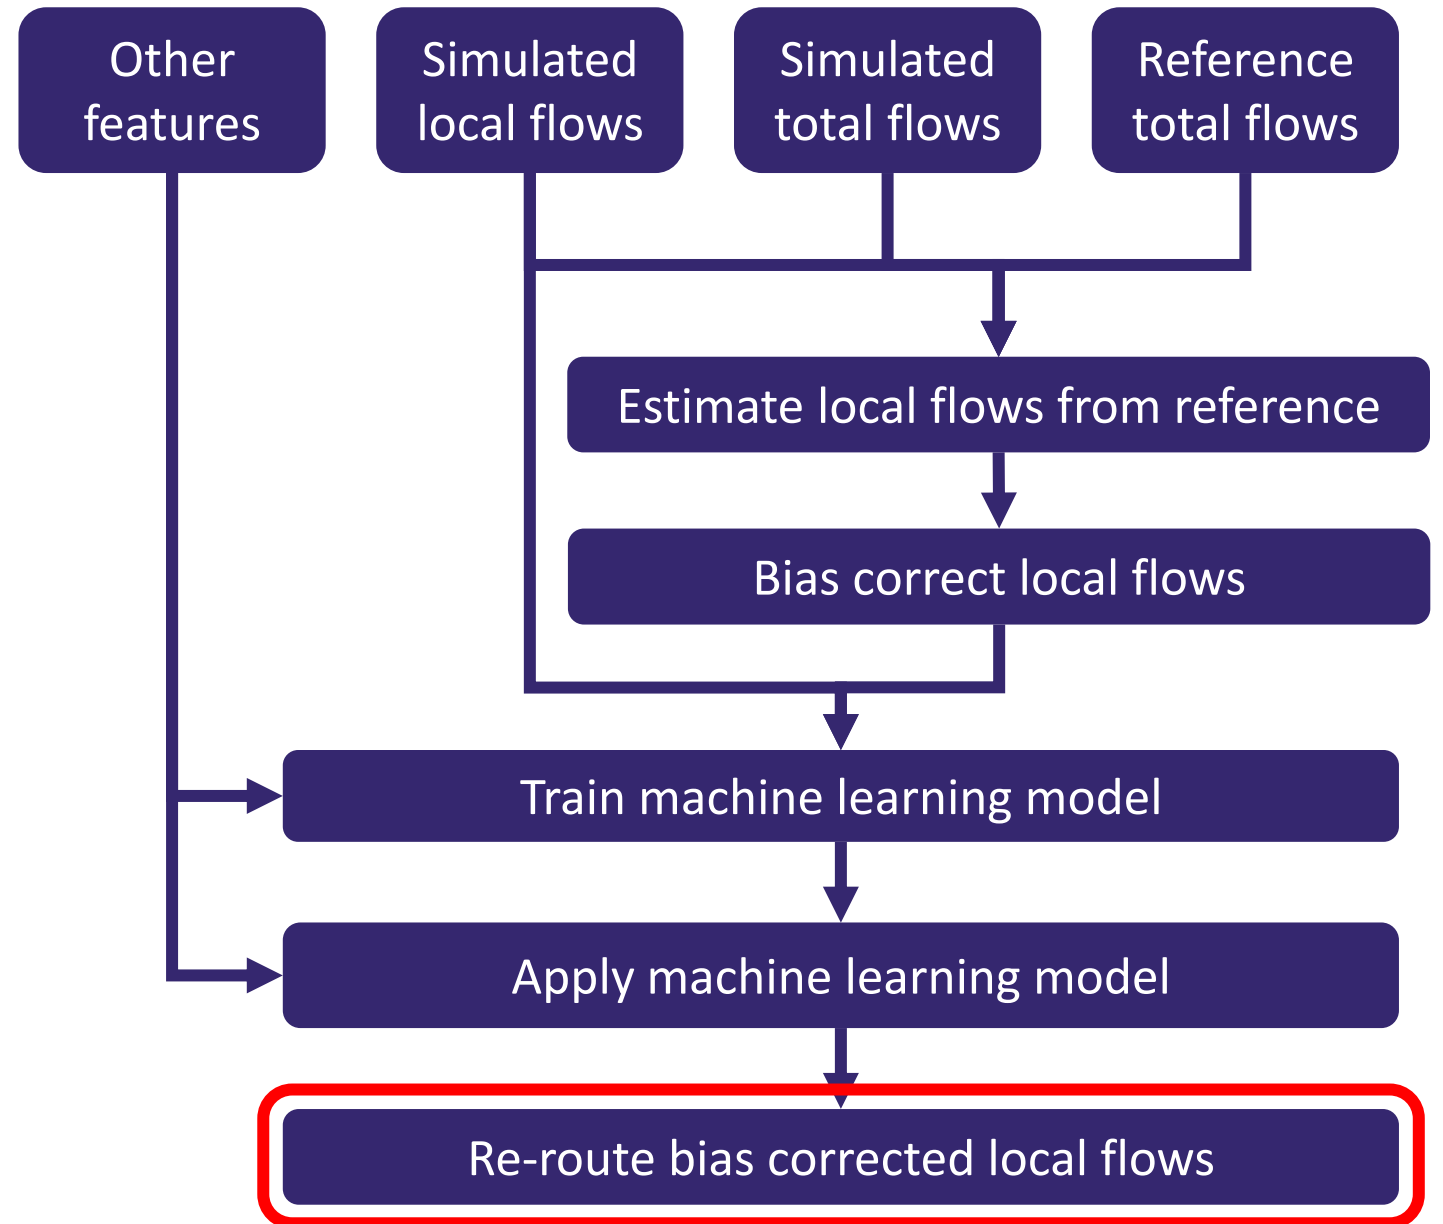 Other
features
Simulated
local flows
Simulated
total flows
Reference
total flows
Estimate local flows from reference
Bias correct local flows
Train machine learning model
Apply machine learning model
Re-route bias corrected local flows